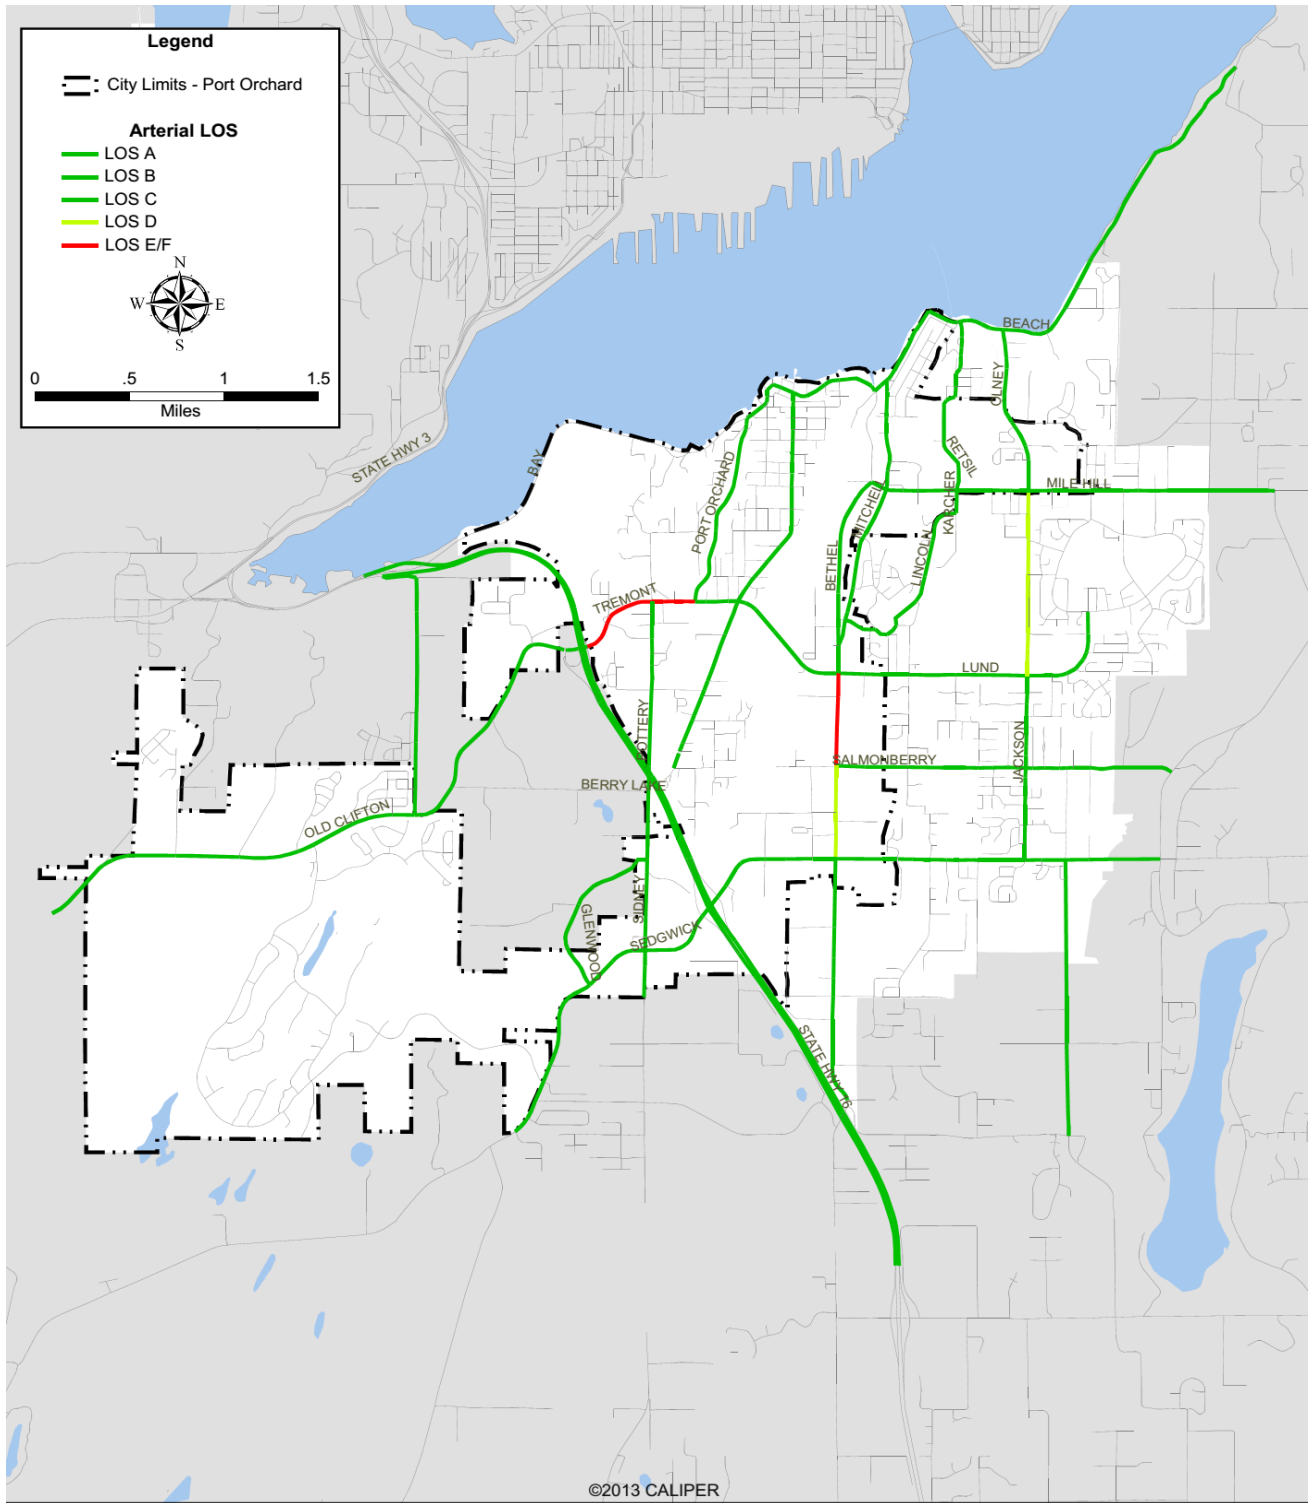 Legend
City Limits - Port Orchard
Arterial LOS
LOS A
LOS B
LOS C
LOS D
LOS E/F
N
W
E
S
0 .5 1 1.5
Miles
STATE HWY 3
BAY
BEACH
OLNEY
RETSIL
MILE HILL
KARCHER
PORT ORCHARD
MITCHELL
BETHEL
LINCOLN
TREMONT
LUND
POTTERY
JACKSON
SALMONBERRY
BERRY LAKE
OLD CLIFTON
SIDNEY
GLENWOOD
SEDGWICK
STATE HWY 16
©2013 CALIPER